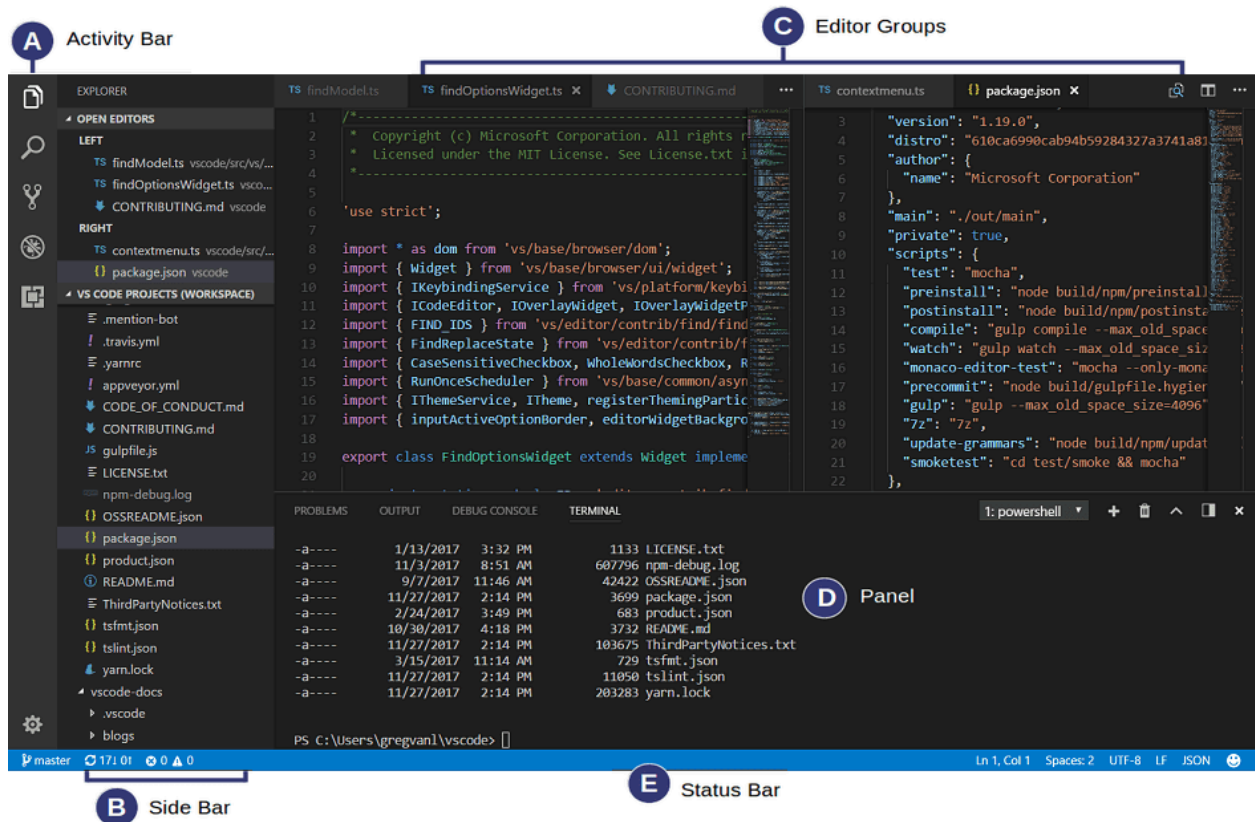 A Activity Bar
C Editor Groups
EXPLORER
OPEN EDITORS
LEFT
TS findModel.ts vscode/src/vs/...
TS findOptionsWidget.ts vsco...
CONTRIBUTING.md vscode
RIGHT
TS contextmenu.ts vscode/src/...
{} package.json vscode
VS CODE PROJECTS (WORKSPACE)
.mention-bot
! .travis.yml
.yarnrc
! appveyor.yml
CODE_OF_CONDUCT.md
CONTRIBUTING.md
JS gulpfile.js
LICENSE.txt
npm-debug.log
{} OSSREADME.json
{} package.json
{} product.json
README.md
ThirdPartyNotices.txt
{} tsfmt.json
{} tslint.json
yarn.lock
vscode-docs
.vscode
blogs
TS findModel.ts TS findOptionsWidget.ts × CONTRIBUTING.md ...
1 /*---------------------------------------------------
2 * Copyright (c) Microsoft Corporation. All rights r
3 * Licensed under the MIT License. See License.txt i
4 *---------------------------------------------------
5
6 'use strict';
7
8 import * as dom from 'vs/base/browser/dom';
9 import { Widget } from 'vs/base/browser/ui/widget';
10 import { IKeybindingService } from 'vs/platform/keybi
11 import { ICodeEditor, IOverlayWidget, IOverlayWidgetP
12 import { FIND_IDS } from 'vs/editor/contrib/find/find
13 import { FindReplaceState } from 'vs/editor/contrib/f
14 import { CaseSensitiveCheckbox, WholeWordsCheckbox, R
15 import { RunOnceScheduler } from 'vs/base/common/asyn
16 import { IThemeService, ITheme, registerThemingPartic
17 import { inputActiveOptionBorder, editorWidgetBackgro
18
19 export class FindOptionsWidget extends Widget impleme
20
TS contextmenu.ts {} package.json × ...
3 "version": "1.19.0",
4 "distro": "610ca6990cab94b59284327a3741a81
5 "author": {
6 "name": "Microsoft Corporation"
7 },
8 "main": "./out/main",
9 "private": true,
10 "scripts": {
11 "test": "mocha",
12 "preinstall": "node build/npm/preinstall
13 "postinstall": "node build/npm/postinsta
14 "compile": "gulp compile --max_old_space
15 "watch": "gulp watch --max_old_space_siz
16 "monaco-editor-test": "mocha --only-mona
17 "precommit": "node build/gulpfile.hygier
18 "gulp": "gulp --max_old_space_size=4096"
19 "7z": "7z",
20 "update-grammars": "node build/npm/updat
21 "smoketest": "cd test/smoke && mocha"
22 },
PROBLEMS OUTPUT DEBUG CONSOLE TERMINAL 1: powershell
-a---- 1/13/2017 3:32 PM 1133 LICENSE.txt
-a---- 11/3/2017 8:51 AM 607796 npm-debug.log
-a---- 9/7/2017 11:46 AM 42422 OSSREADME.json
-a---- 11/27/2017 2:14 PM 3699 package.json
-a---- 2/24/2017 3:49 PM 683 product.json
-a---- 10/30/2017 4:18 PM 3732 README.md
-a---- 11/27/2017 2:14 PM 103675 ThirdPartyNotices.txt
-a---- 3/15/2017 11:14 AM 729 tsfmt.json
-a---- 11/27/2017 2:14 PM 11050 tslint.json
-a---- 11/27/2017 2:14 PM 203283 yarn.lock
D Panel
PS C:\Users\gregvanl\vscode>
master 17↓ 0↑ 0 0 Ln 1, Col 1 Spaces: 2 UTF-8 LF JSON
B Side Bar
E Status Bar